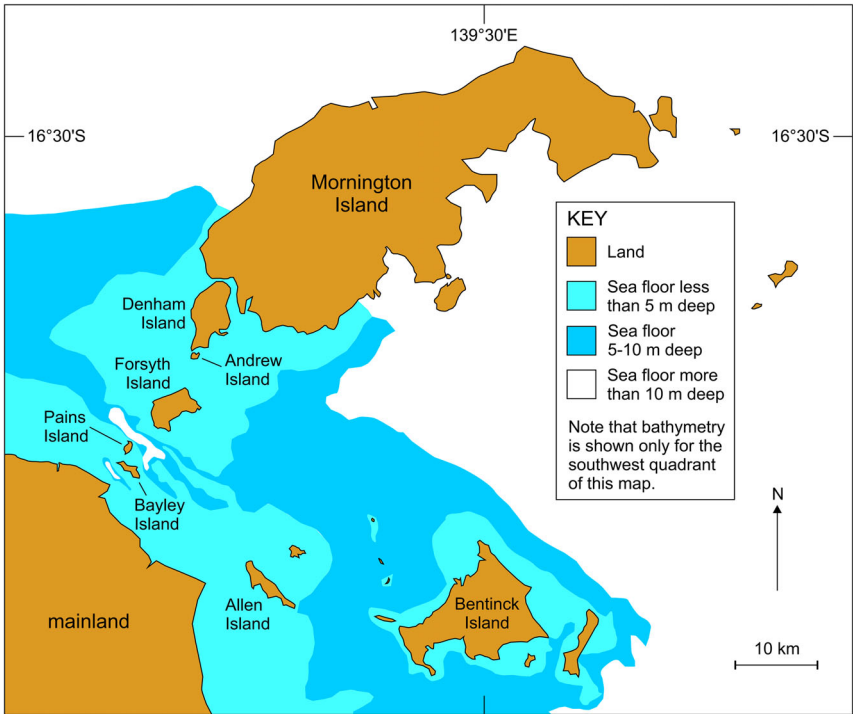 139°30'E
16°30'S
16°30'S
Mornington
Island
KEY
Land
Sea floor less
than 5 m deep
Sea floor
5-10 m deep
Sea floor more
than 10 m deep
Note that bathymetry
is shown only for the
southwest quadrant
of this map.
Denham
Island
Andrew
Island
Forsyth
Island
Pains
Island
Bayley
Island
N
Allen
Island
Bentinck
Island
mainland
10 km